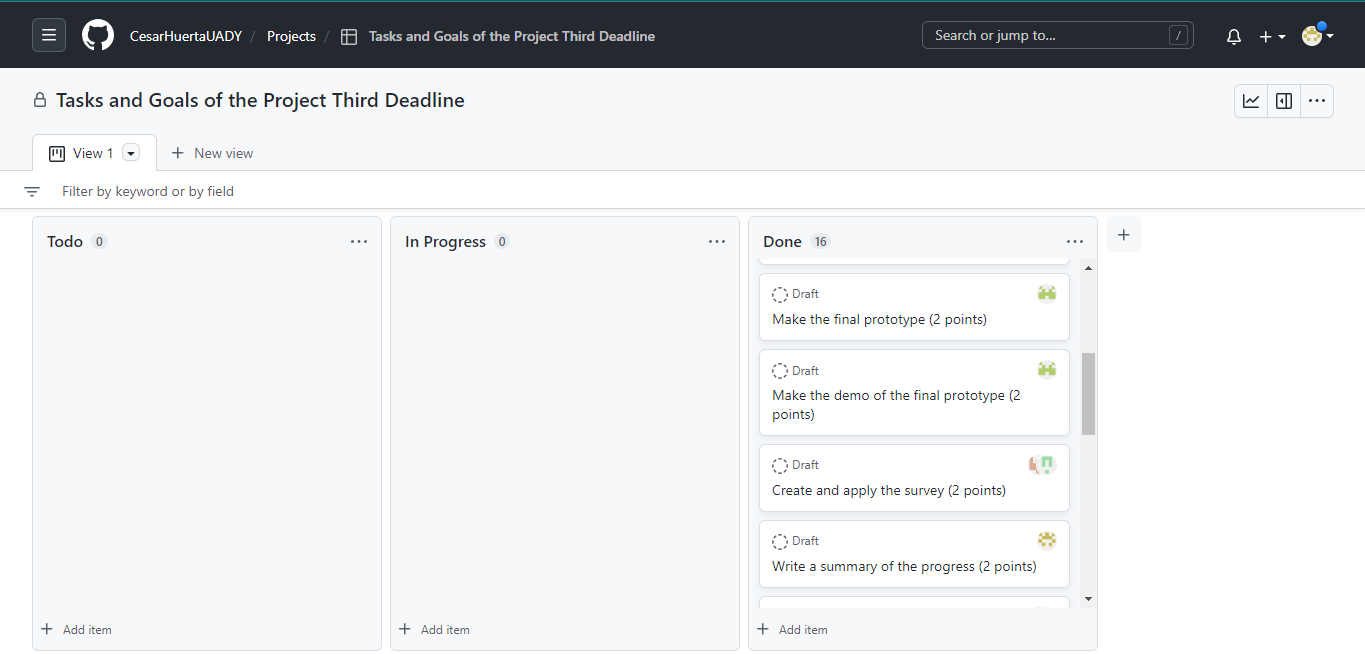 CesarHuertaUADY / Projects / Tasks and Goals of the Project Third Deadline
Search or jump to... /
Tasks and Goals of the Project Third Deadline
View 1
New view
Filter by keyword or by field
Todo 0
Add item
In Progress 0
Add item
Done 16
Draft
Make the final prototype (2 points)
Draft
Make the demo of the final prototype (2
points)
Draft
Create and apply the survey (2 points)
Draft
Write a summary of the progress (2 points)
Add item